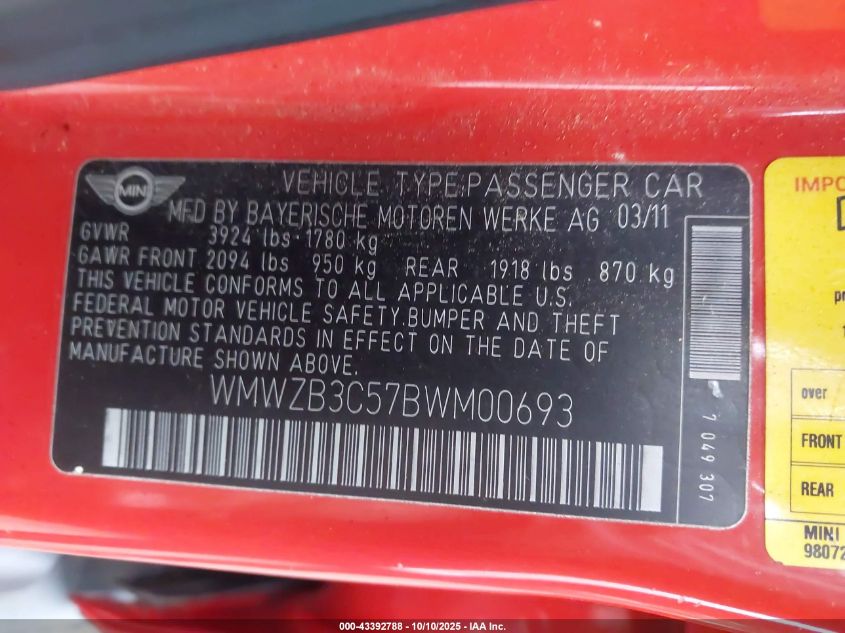 MINI
VEHICLE TYPE:PASSENGER CAR
MFD BY BAYERISCHE MOTOREN WERKE AG 03/11
GVWR 3924 lbs · 1780 kg
GAWR FRONT 2094 lbs 950 kg REAR 1918 lbs 870 kg
THIS VEHICLE CONFORMS TO ALL APPLICABLE U.S.
FEDERAL MOTOR VEHICLE SAFETY,BUMPER AND THEFT
PREVENTION STANDARDS IN EFFECT ON THE DATE OF
MANUFACTURE SHOWN ABOVE.
WMWZB3C57BWM00693
7 049 307
over
FRONT
REAR
MINI
000-43392788 - 10/10/2025 - IAA Inc.